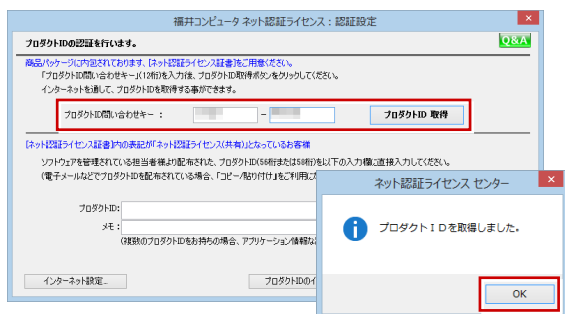 福井コンピュータ ネット認証ライセンス：認証設定
プロダクトIDの認証を行います。
Q&A
商品パッケージに内包されております、[ネット認証ライセンス証書]をご用意ください。
「プロダクトID問い合わせキー」(12桁)を入力後、プロダクトID取得ボタンをクリックしてください。
インターネットを通して、プロダクトIDを取得する事ができます。
プロダクトID問い合わせキー ：
-
プロダクトID 取得
[ネット認証ライセンス証書]内の表記が「ネット認証ライセンス(共有)」となっているお客様
ソフトウェアを管理されている担当者様より配布された、プロダクトID(56桁または50桁)を以下の入力欄に直接入力してください。
(電子メールなどでプロダクトIDを配布されている場合、「コピー/貼り付け」をご利用に
プロダクトID:
メモ:
(複数のプロダクトIDをお持ちの場合、アプリケーション情報な
インターネット設定...
プロダクトIDのイ
ネット認証ライセンス センター
プロダクトＩＤを取得しました。
OK